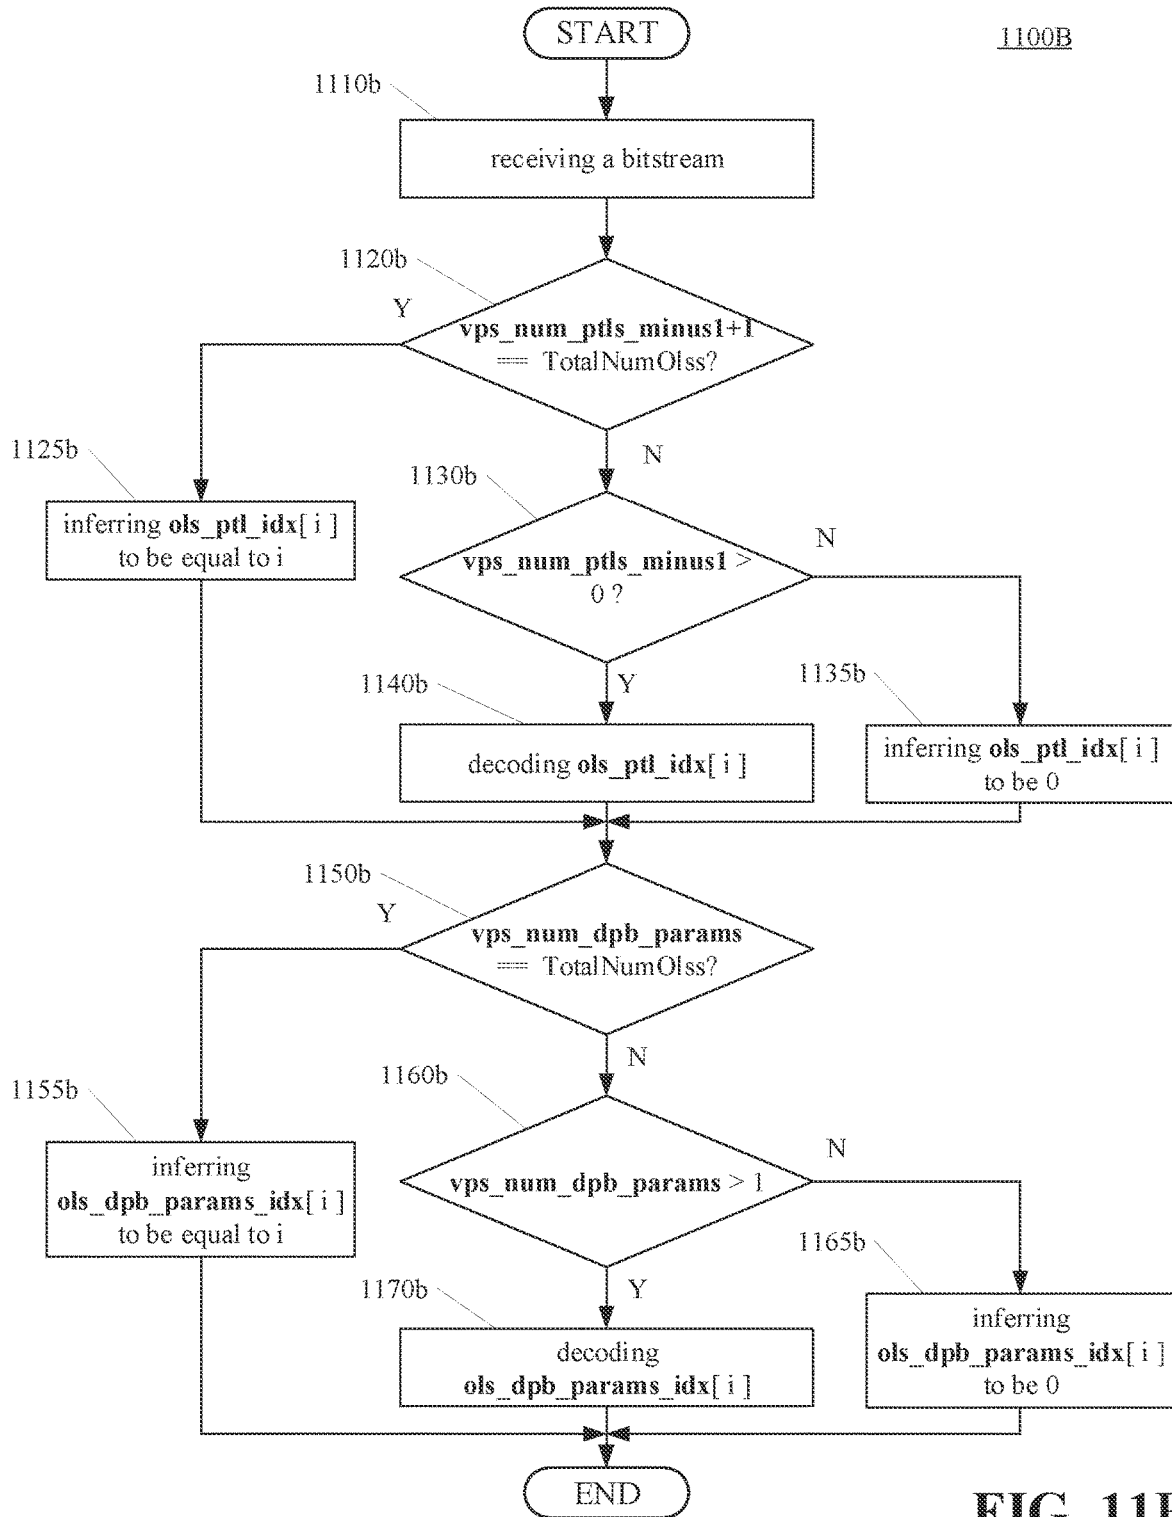 START
1100B
1110b
receiving a bitstream
1120b
Y
vps_num_ptls_minus1+1
== TotalNumOlss?
N
1125b
inferring ols_ptl_idx[ i ]
to be equal to i
1130b
N
vps_num_ptls_minus1 >
0 ?
Y
1140b
decoding ols_ptl_idx[ i ]
1135b
inferring ols_ptl_idx[ i ]
to be 0
1150b
Y
vps_num_dpb_params
== TotalNumOlss?
N
1155b
inferring
ols_dpb_params_idx[ i ]
to be equal to i
1160b
N
vps_num_dpb_params > 1
Y
1170b
decoding
ols_dpb_params_idx[ i ]
1165b
inferring
ols_dpb_params_idx[ i ]
to be 0
END
FIG. 11